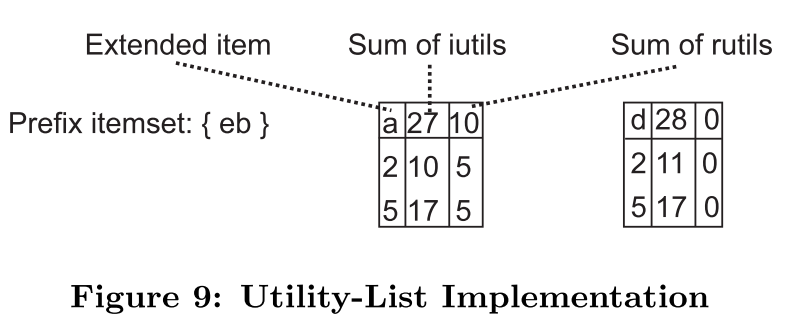 Extended item Sum of iutils Sum of rutils
Prefix itemset: { eb } a 27 10 d 28 0
2 10 5 2 11 0
5 17 5 5 17 0
Figure 9: Utility-List Implementation